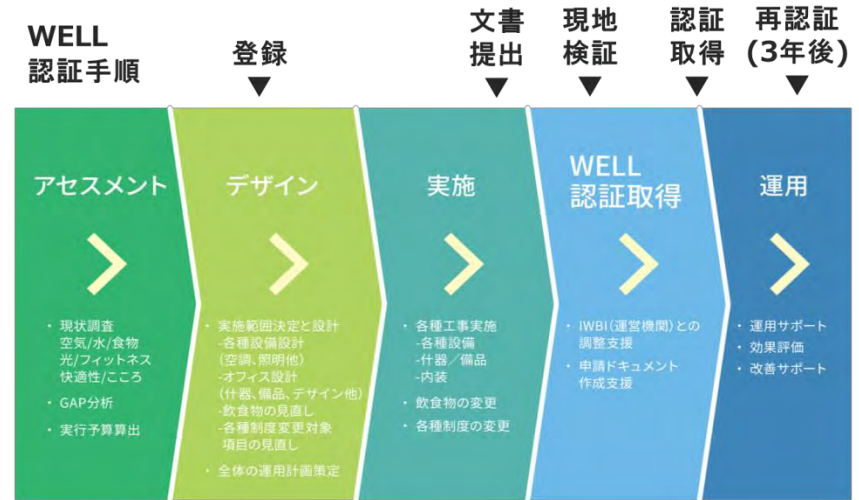 WELL
認証手順
登録
文書
提出
現地
検証
認証
取得
再認証
(3年後)
アセスメント
・ 現状調査
空気/水/食物
光/フィットネス
快適性/こころ
・ GAP分析
・ 実行予算算出
デザイン
・ 実施範囲決定と設計
-各種設備設計
(空調、照明他)
-オフィス設計
(什器、備品、デザイン他)
-飲食物の見直し
-各種制度変更対象
項目の見直し
・ 全体の運用計画策定
実施
・ 各種工事実施
-各種設備
-什器／備品
-内装
・ 飲食物の変更
・ 各種制度の変更
WELL
認証取得
・ IWBI(運営機関)との
調整支援
・ 申請ドキュメント
作成支援
運用
・ 運用サポート
・ 効果評価
・ 改善サポート